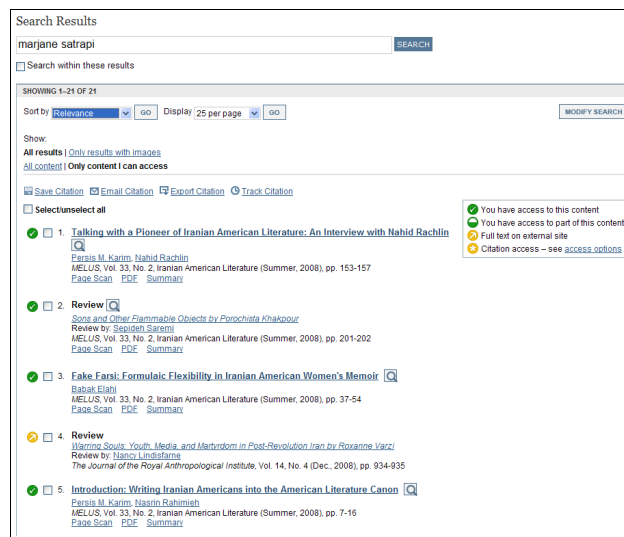 Search Results
marjane satrapi
SEARCH
Search within these results
SHOWING 1–21 OF 21
Sort by Relevance GO Display 25 per page GO
MODIFY SEARCH
Show:
All results | Only results with images
All content | Only content I can access
Save Citation Email Citation Export Citation Track Citation
Select/unselect all
You have access to this content
You have access to part of this content
Full text on external site
Citation access – see access options
1. Talking with a Pioneer of Iranian American Literature: An Interview with Nahid Rachlin
Persis M. Karim, Nahid Rachlin
MELUS, Vol. 33, No. 2, Iranian American Literature (Summer, 2008), pp. 153-157
Page Scan PDF Summary
2. Review
Sons and Other Flammable Objects by Porochista Khakpour
Review by: Sepideh Saremi
MELUS, Vol. 33, No. 2, Iranian American Literature (Summer, 2008), pp. 201-202
Page Scan PDF Summary
3. Fake Farsi: Formulaic Flexibility in Iranian American Women's Memoir
Babak Elahi
MELUS, Vol. 33, No. 2, Iranian American Literature (Summer, 2008), pp. 37-54
Page Scan PDF Summary
4. Review
Warring Souls: Youth, Media, and Martyrdom in Post-Revolution Iran by Roxanne Varzi
Review by: Nancy Lindisfarne
The Journal of the Royal Anthropological Institute, Vol. 14, No. 4 (Dec., 2008), pp. 934-935
5. Introduction: Writing Iranian Americans into the American Literature Canon
Persis M. Karim, Nasrin Rahimieh
MELUS, Vol. 33, No. 2, Iranian American Literature (Summer, 2008), pp. 7-16
Page Scan PDF Summary